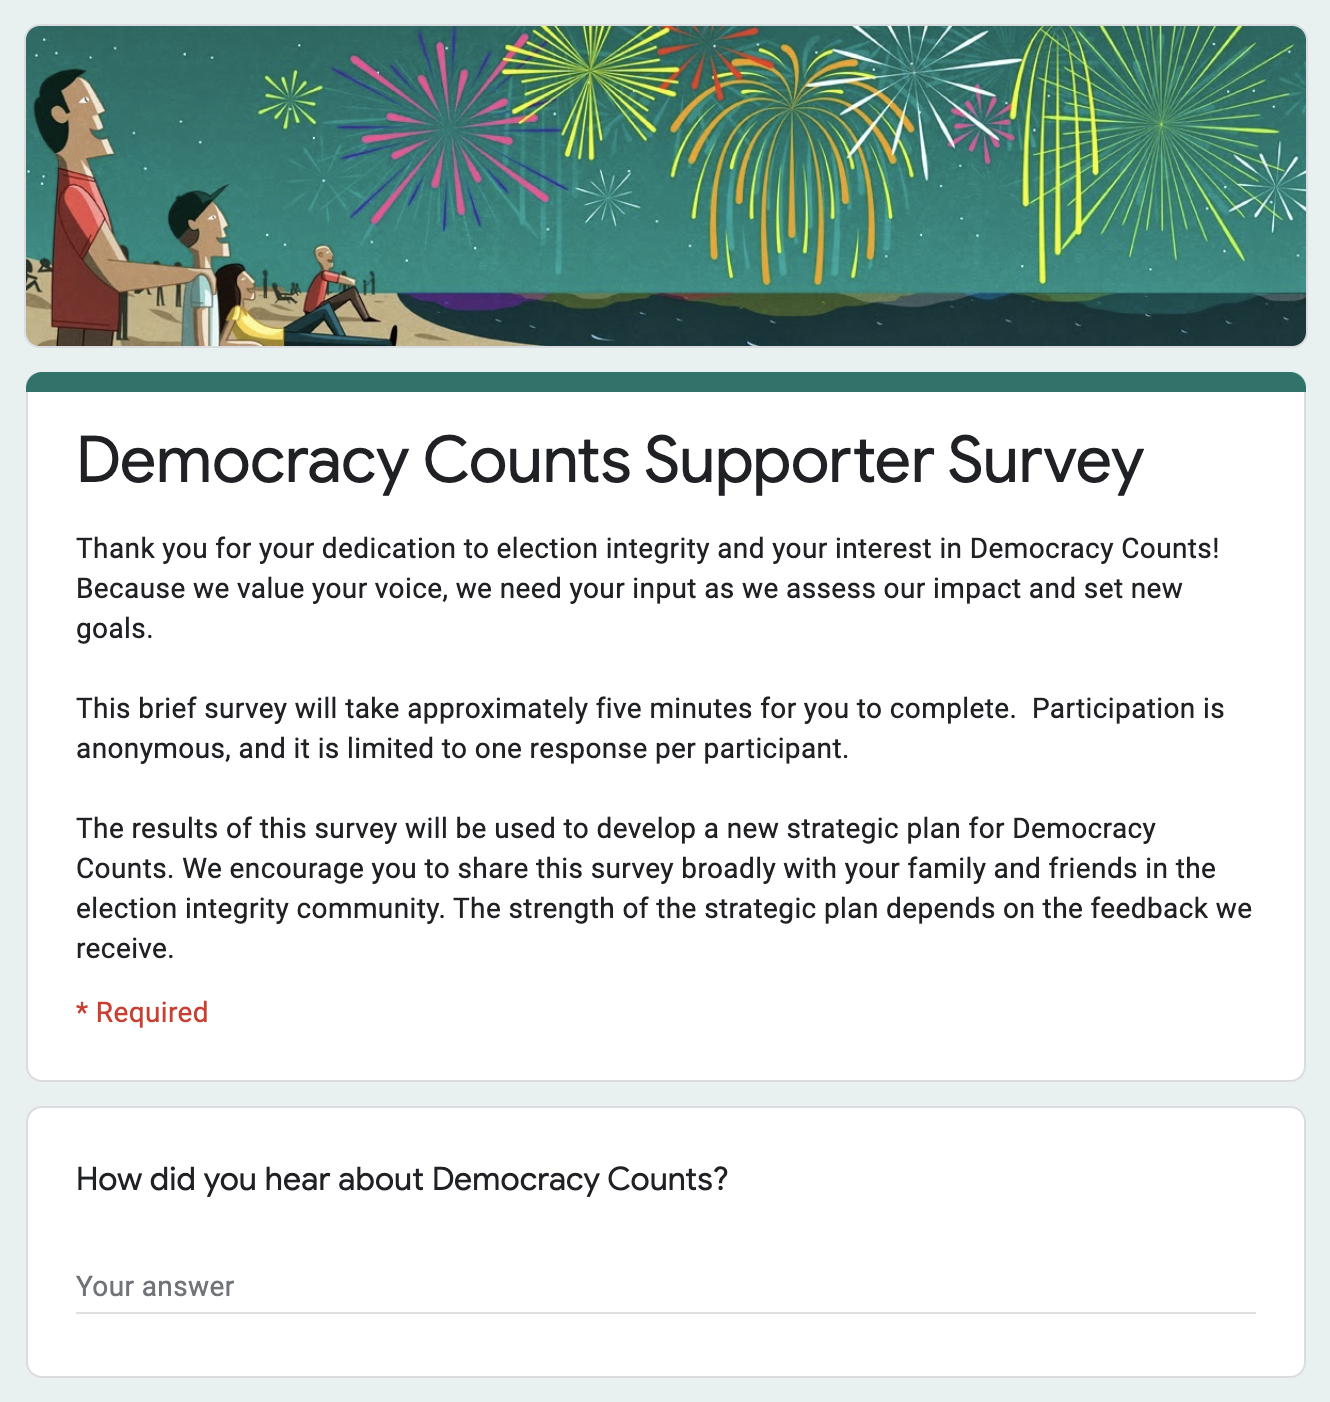 Democracy Counts Supporter Survey
Thank you for your dedication to election integrity and your interest in Democracy Counts!
Because we value your voice, we need your input as we assess our impact and set new
goals.
This brief survey will take approximately five minutes for you to complete.  Participation is
anonymous, and it is limited to one response per participant.
The results of this survey will be used to develop a new strategic plan for Democracy
Counts. We encourage you to share this survey broadly with your family and friends in the
election integrity community. The strength of the strategic plan depends on the feedback we
receive.
* Required
How did you hear about Democracy Counts?
Your answer